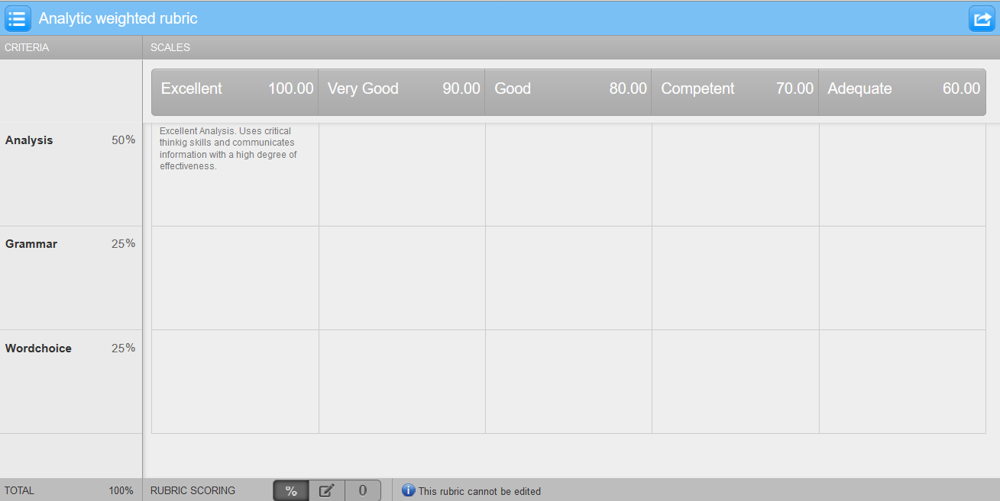 Analytic weighted rubric
CRITERIA SCALES
Excellent 100.00 Very Good 90.00 Good 80.00 Competent 70.00 Adequate 60.00
Analysis 50%
Excellent Analysis. Uses critical
thinkig skills and communicates
information with a high degree of
effectiveness.
Grammar 25%
Wordchoice 25%
TOTAL 100% RUBRIC SCORING % 0 i This rubric cannot be edited